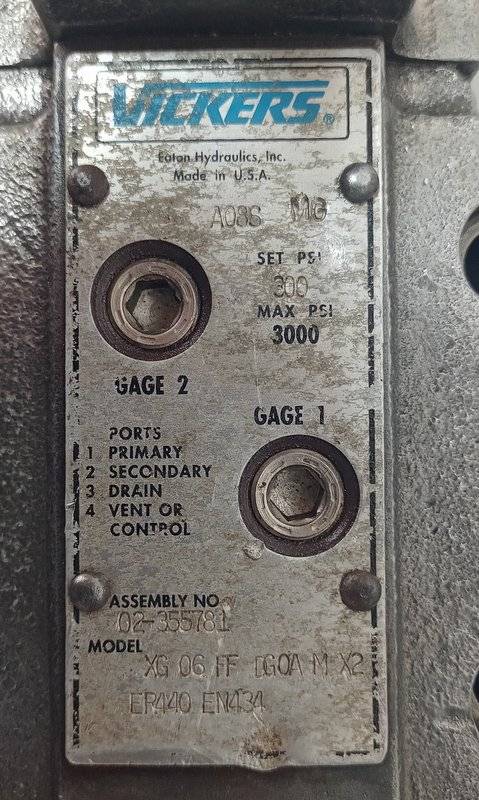 VICKERS®
Eaton Hydraulics, Inc.
Made in U.S.A.
A08S MG
SET PSI
300
MAX PSI
3000
GAGE 2
GAGE 1
PORTS
1 PRIMARY
2 SECONDARY
3 DRAIN
4 VENT OR
CONTROL
ASSEMBLY NO
02-355781
MODEL
XG 06 FF DG0A M X2
ER440 EN434